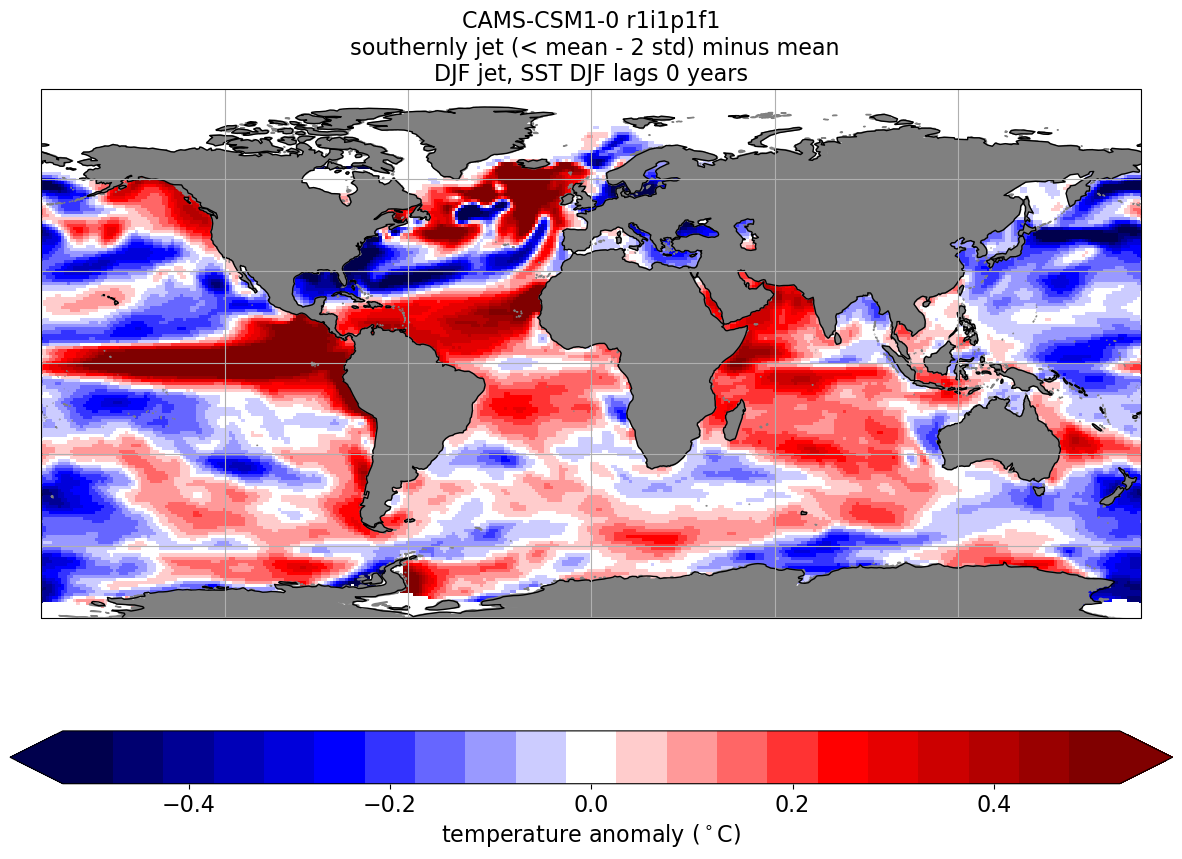 CAMS-CSM1-0 r1i1p1f1
southernly jet (< mean - 2 std) minus mean
DJF jet, SST DJF lags 0 years
−0.4 −0.2 0.0 0.2 0.4
temperature anomaly (°C)